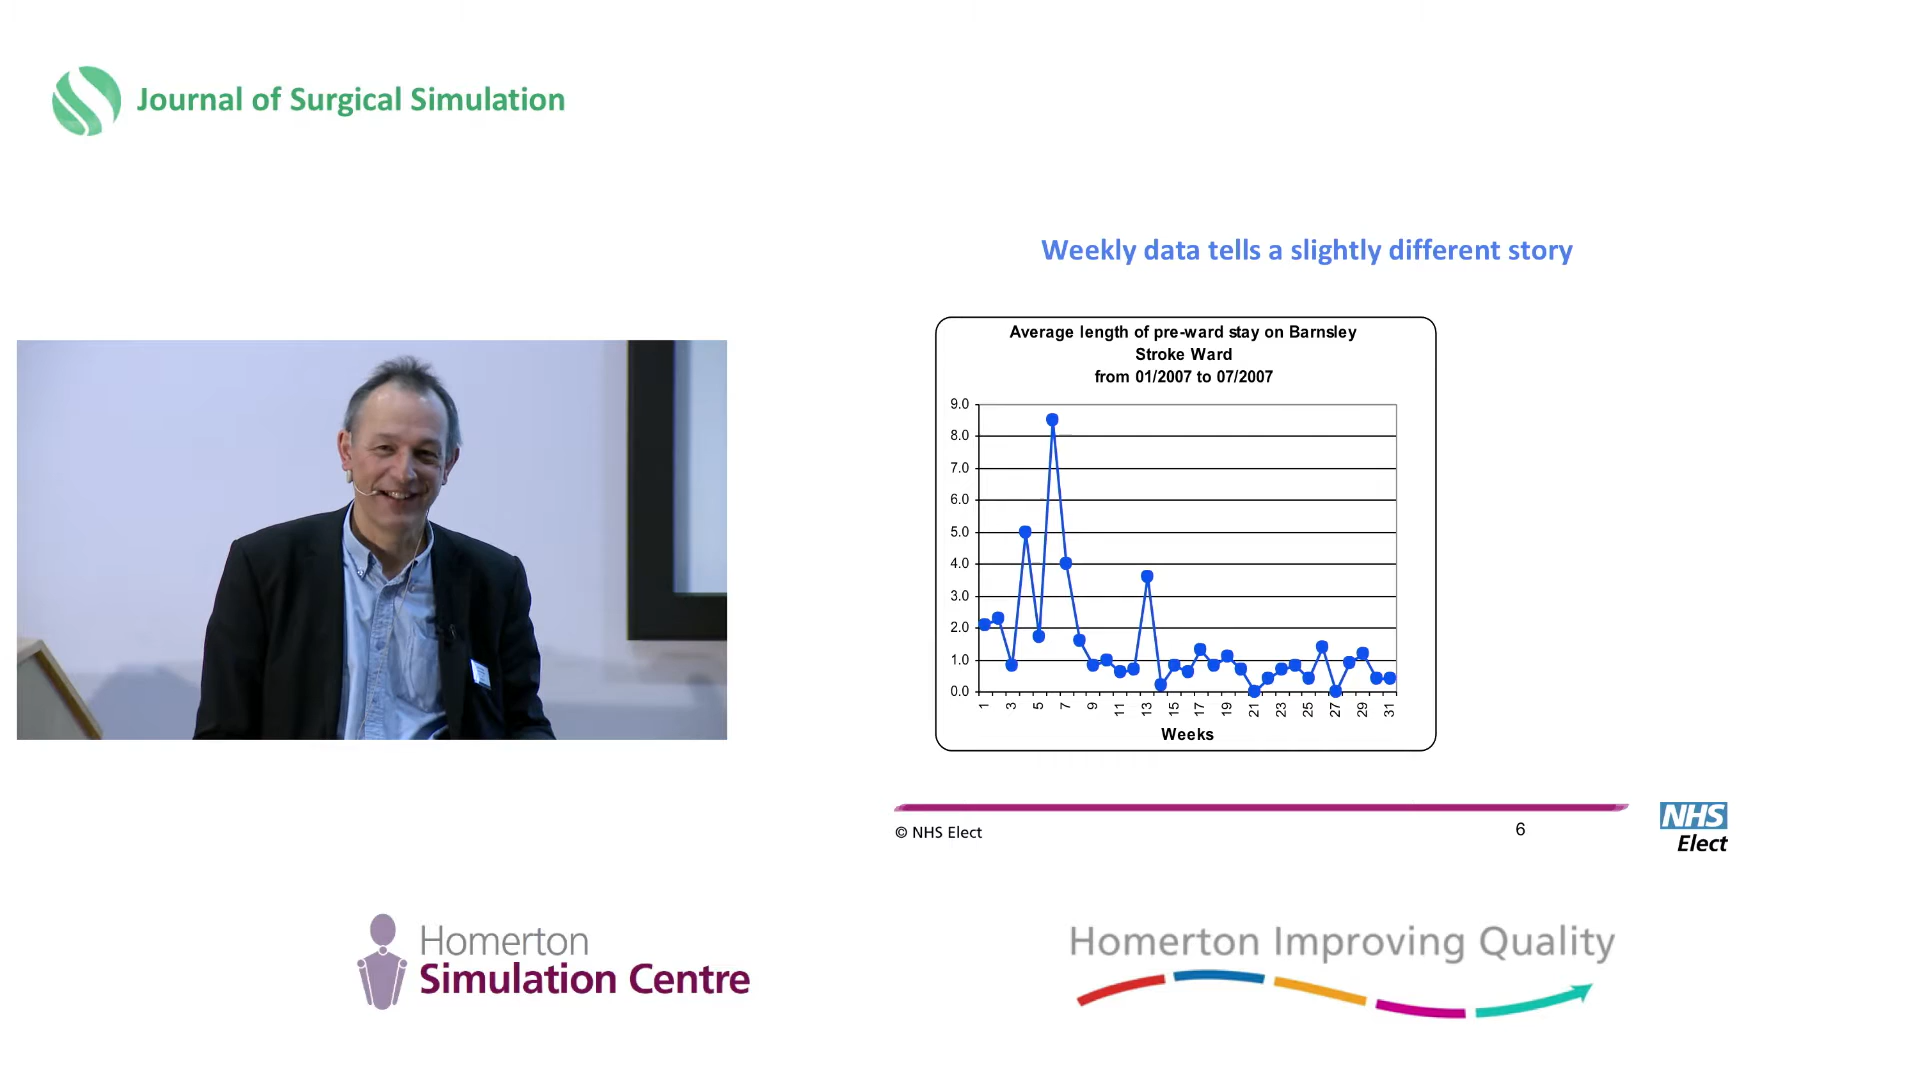 Journal of Surgical Simulation
Weekly data tells a slightly different story
Average length of pre-ward stay on Barnsley
Stroke Ward
from 01/2007 to 07/2007
9.0
8.0
7.0
6.0
5.0
4.0
3.0
2.0
1.0
0.0
1 3 5 7 9 11 13 15 17 19 21 23 25 27 29 31
Weeks
© NHS Elect
6
NHS
Elect
Homerton
Simulation Centre
Homerton Improving Quality